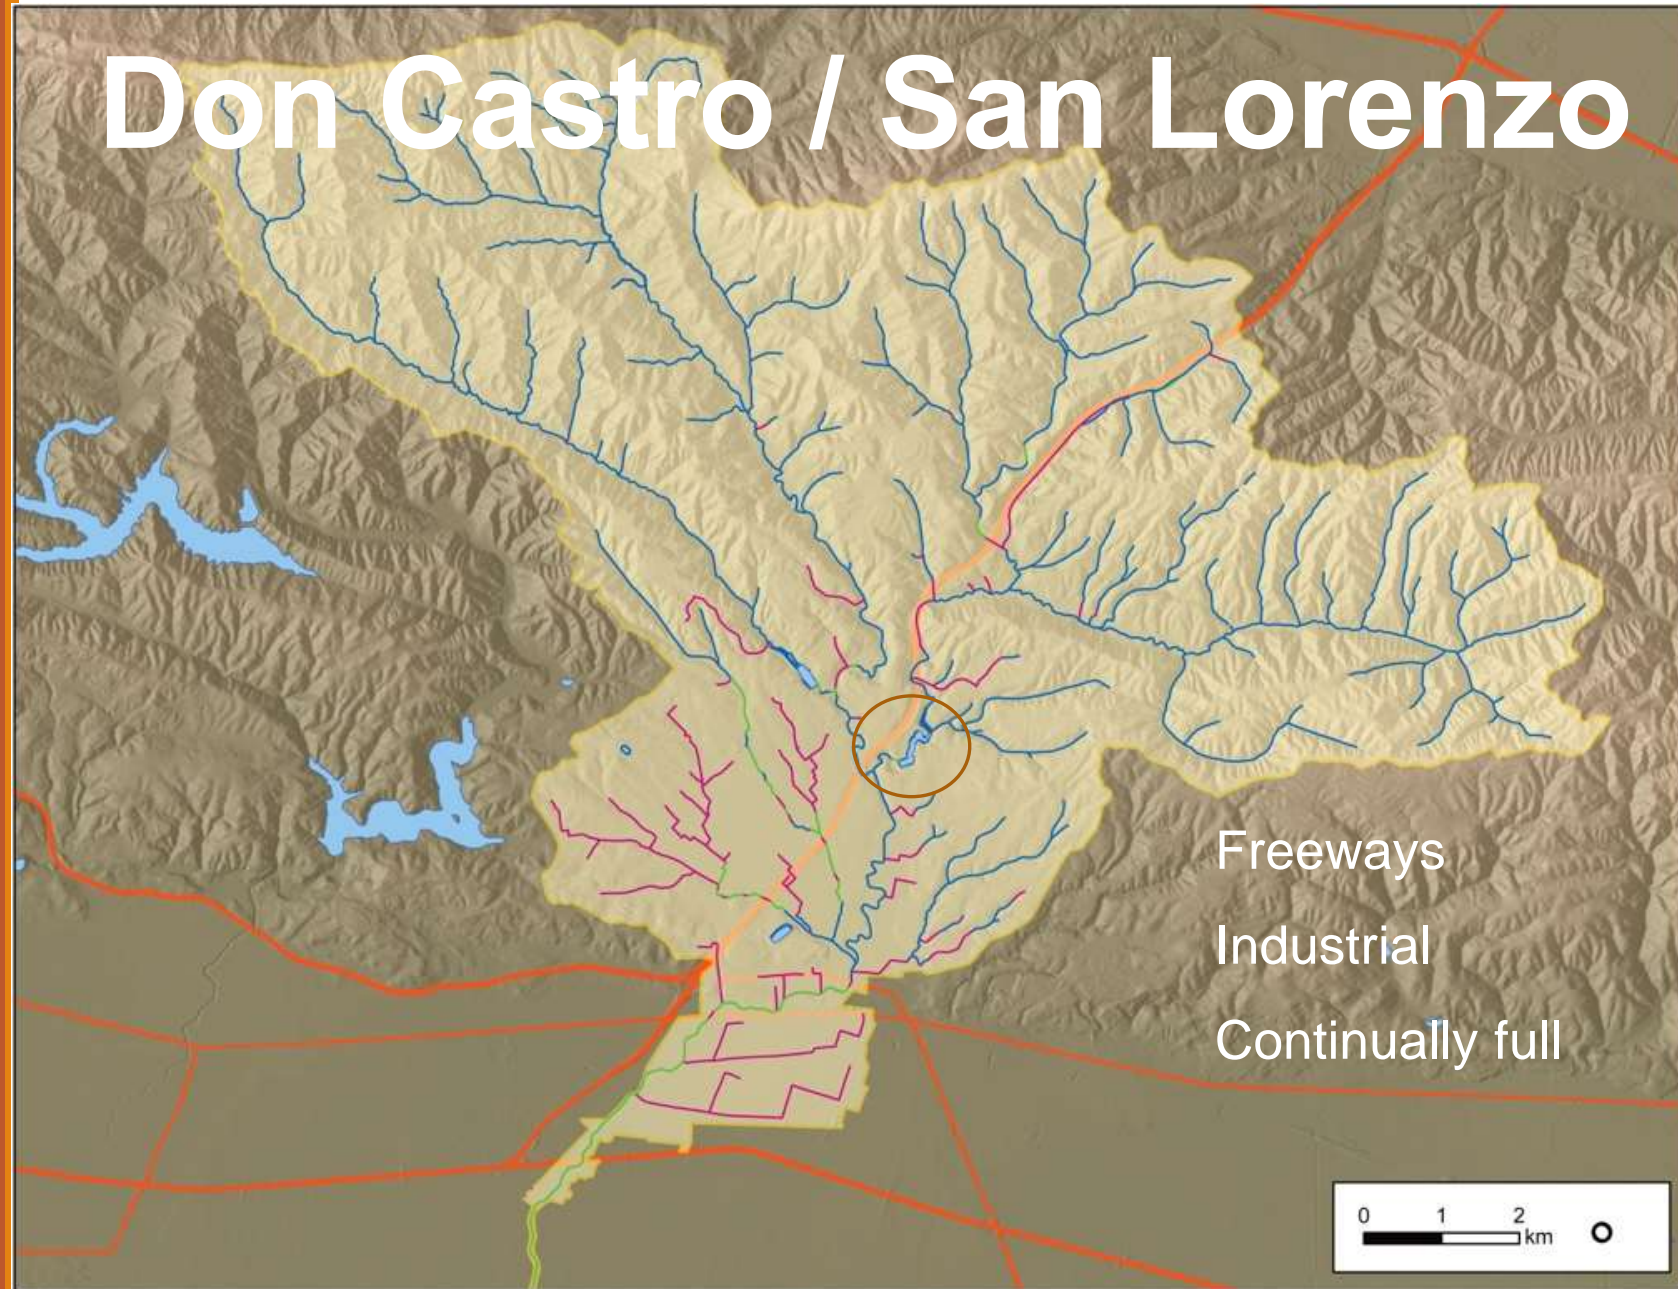 Don Castro / San Lorenzo
Freeways
Industrial
Continually full
0 1 2
km